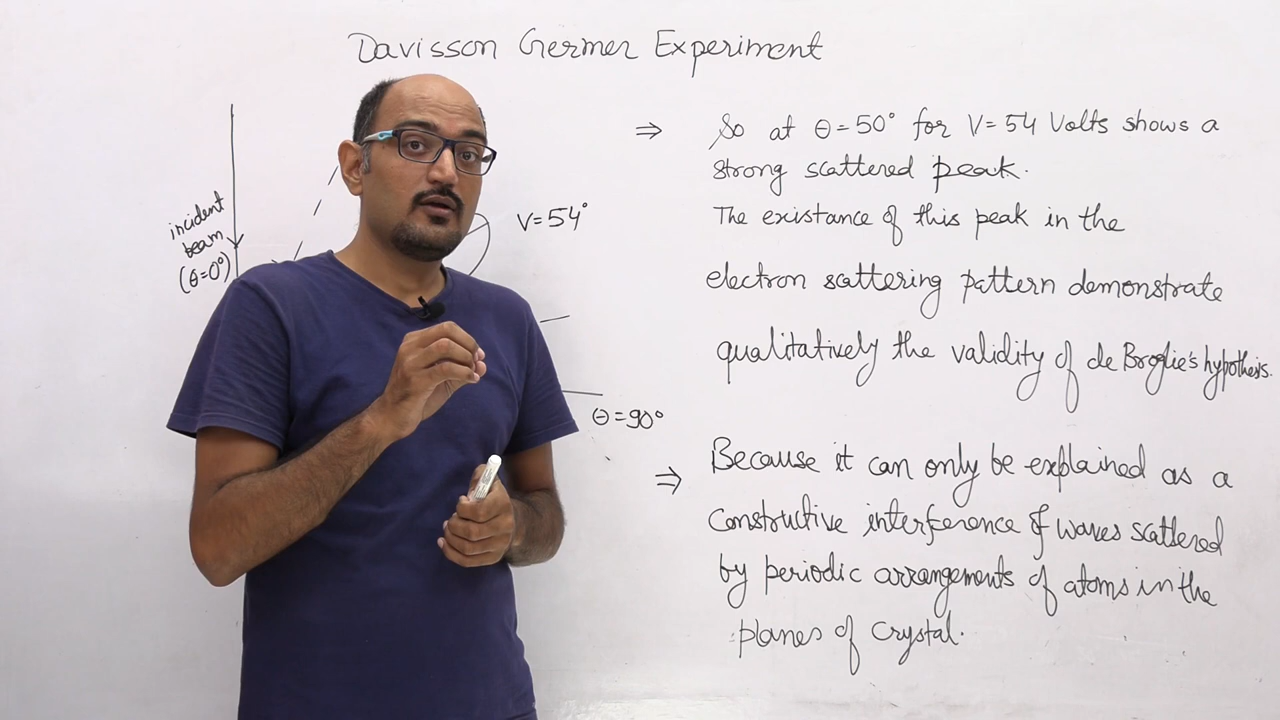 Davisson Germer Experiment
incident
beam
(θ=0°)
V=54°
θ=90°
⇒ So at θ=50° for V=54 Volts shows a
strong scattered peak.
The existance of this peak in the
electron scattering pattern demonstrate
qualitatively the validity of de Broglie's hypothesis.
⇒ Because it can only be explained as a
constructive interference of waves scattered
by periodic arrangements of atoms in the
planes of crystal.